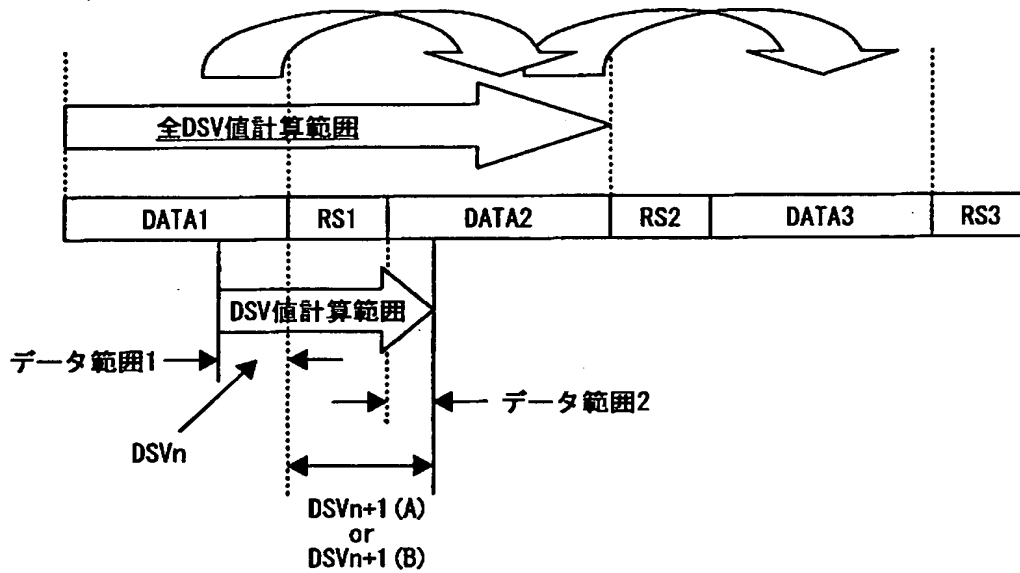 全DSV値計算範囲
DATA1 RS1 DATA2 RS2 DATA3 RS3
DSV値計算範囲
データ範囲1
データ範囲2
DSVn
DSVn+1 (A)
or
DSVn+1 (B)